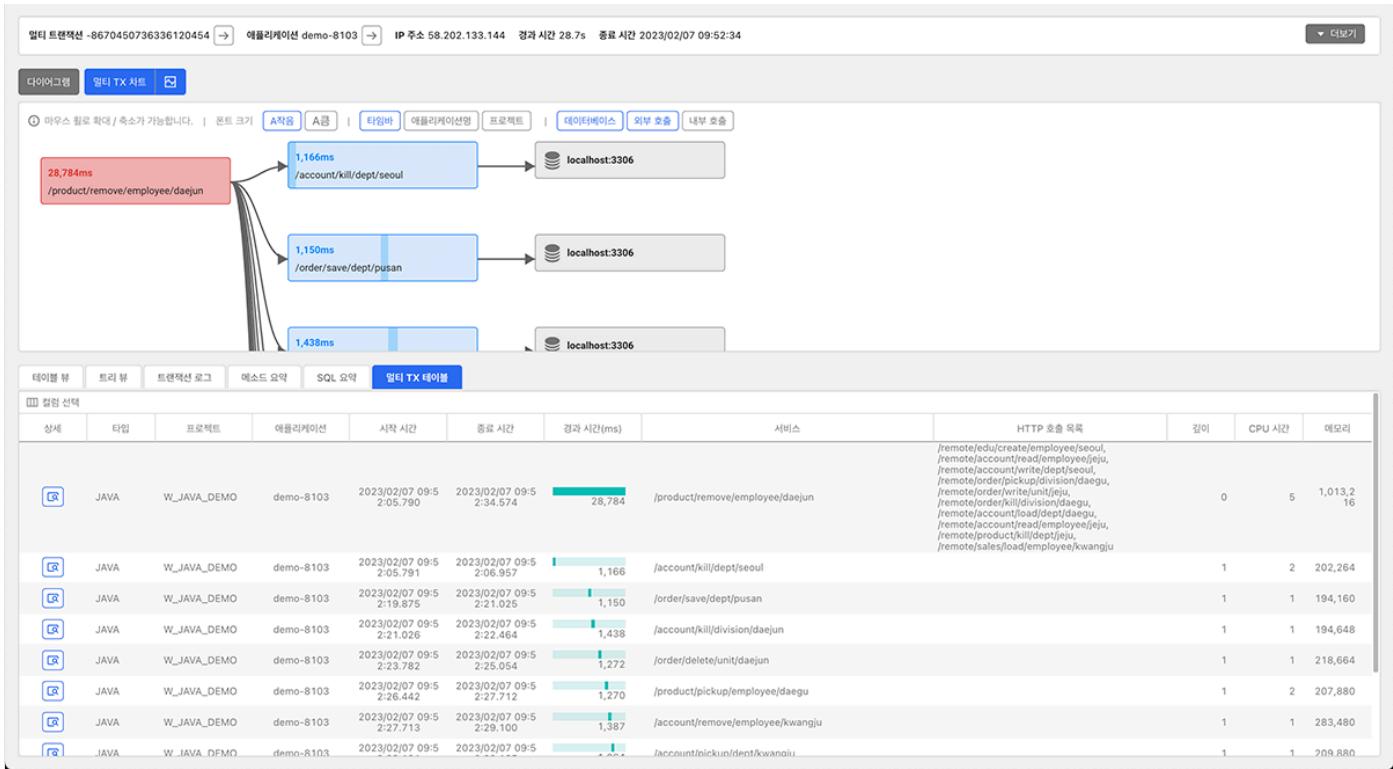 멀티 트랜잭션 -8670450736336120454 애플리케이션 demo-8103 IP 주소 58.202.133.144 경과 시간 28.7s 종료 시간 2023/02/07 09:52:34 더보기
다이어그램 멀티 TX 차트
마우스 휠로 확대 / 축소가 가능합니다. | 폰트 크기 A작음 A큼 | 타임바 애플리케이션명 프로젝트 | 데이터베이스 외부 호출 내부 호출
28,784ms
/product/remove/employee/daejun
1,166ms
/account/kill/dept/seoul
localhost:3306
1,150ms
/order/save/dept/pusan
localhost:3306
1,438ms
localhost:3306
테이블 뷰 트리 뷰 트랜잭션 로그 메소드 요약 SQL 요약 멀티 TX 테이블
컬럼 선택
상세 타입 프로젝트 애플리케이션 시작 시간 종료 시간 경과 시간(ms) 서비스 HTTP 호출 목록 깊이 CPU 시간 메모리
JAVA W_JAVA_DEMO demo-8103 2023/02/07 09:5
2:05.790 2023/02/07 09:5
2:34.574 28,784 /product/remove/employee/daejun
/remote/edu/create/employee/seoul,
/remote/account/read/employee/jeju,
/remote/account/write/dept/seoul,
/remote/order/pickup/division/daegu,
/remote/order/write/unit/jeju,
/remote/order/kill/division/daegu,
/remote/account/load/dept/daegu,
/remote/account/read/employee/jeju,
/remote/product/kill/dept/jeju,
/remote/sales/load/employee/kwangju
0 5 1,013,2
16
JAVA W_JAVA_DEMO demo-8103 2023/02/07 09:5
2:05.791 2023/02/07 09:5
2:06.957 1,166 /account/kill/dept/seoul 1 2 202,264
JAVA W_JAVA_DEMO demo-8103 2023/02/07 09:5
2:19.875 2023/02/07 09:5
2:21.025 1,150 /order/save/dept/pusan 1 1 194,160
JAVA W_JAVA_DEMO demo-8103 2023/02/07 09:5
2:21.026 2023/02/07 09:5
2:22.464 1,438 /account/kill/division/daejun 1 1 194,648
JAVA W_JAVA_DEMO demo-8103 2023/02/07 09:5
2:23.782 2023/02/07 09:5
2:25.054 1,272 /order/delete/unit/daejun 1 1 218,664
JAVA W_JAVA_DEMO demo-8103 2023/02/07 09:5
2:26.442 2023/02/07 09:5
2:27.712 1,270 /product/pickup/employee/daegu 1 2 207,880
JAVA W_JAVA_DEMO demo-8103 2023/02/07 09:5
2:27.713 2023/02/07 09:5
2:29.100 1,387 /account/remove/employee/kwangju 1 1 283,480
JAVA W_JAVA_DEMO demo-8103 2023/02/07 09:5
2023/02/07 09:5
/account/pickup/dept/kwangju 1 1 209,880